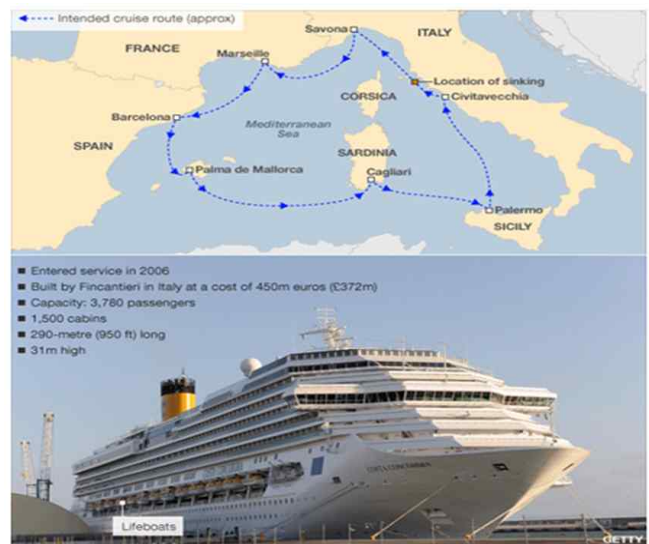 Intended cruise route (approx)
Savona
ITALY
FRANCE
Marseille
Location of sinking
CORSICA
Civitavecchia
Barcelona
Mediterranean
Sea
SPAIN
SARDINIA
Palma de Mallorca
Cagliari
Palermo
SICILY
■ Entered service in 2006
■ Built by Fincantieri in Italy at a cost of 450m euros (£372m)
■ Capacity: 3,780 passengers
■ 1,500 cabins
■ 290-metre (950 ft) long
■ 31m high
Lifeboats
GETTY